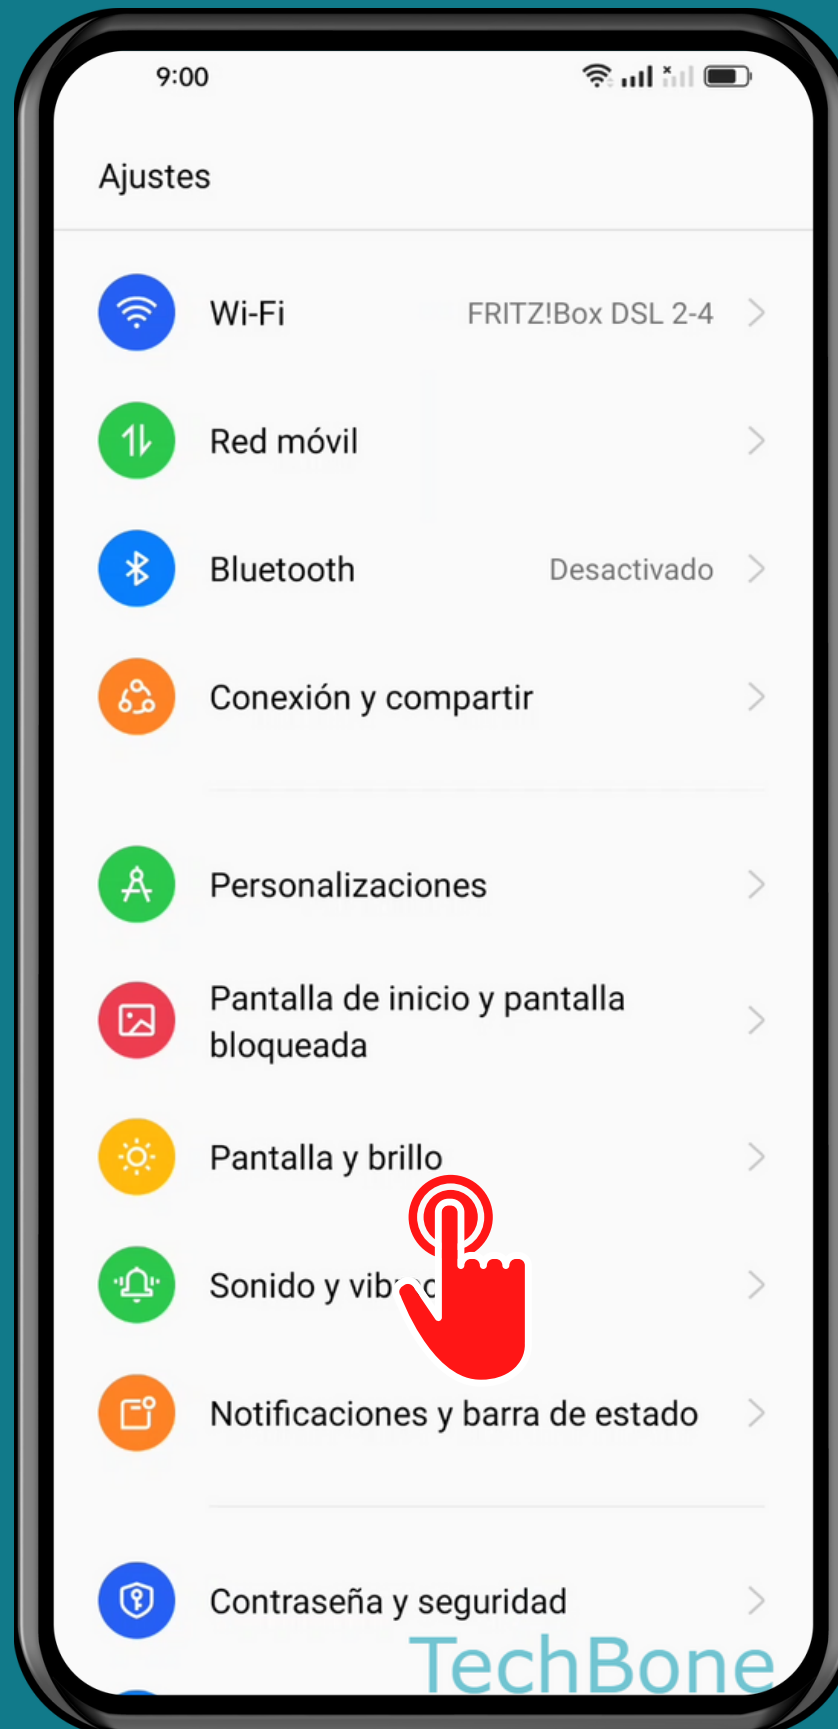 9:00
Ajustes
Wi-Fi FRITZ!Box DSL 2-4
Red móvil
Bluetooth Desactivado
Conexión y compartir
Personalizaciones
Pantalla de inicio y pantalla
bloqueada
Pantalla y brillo
Sonido y
Notificaciones y barra de estado
Contraseña y seguridad
TechBone